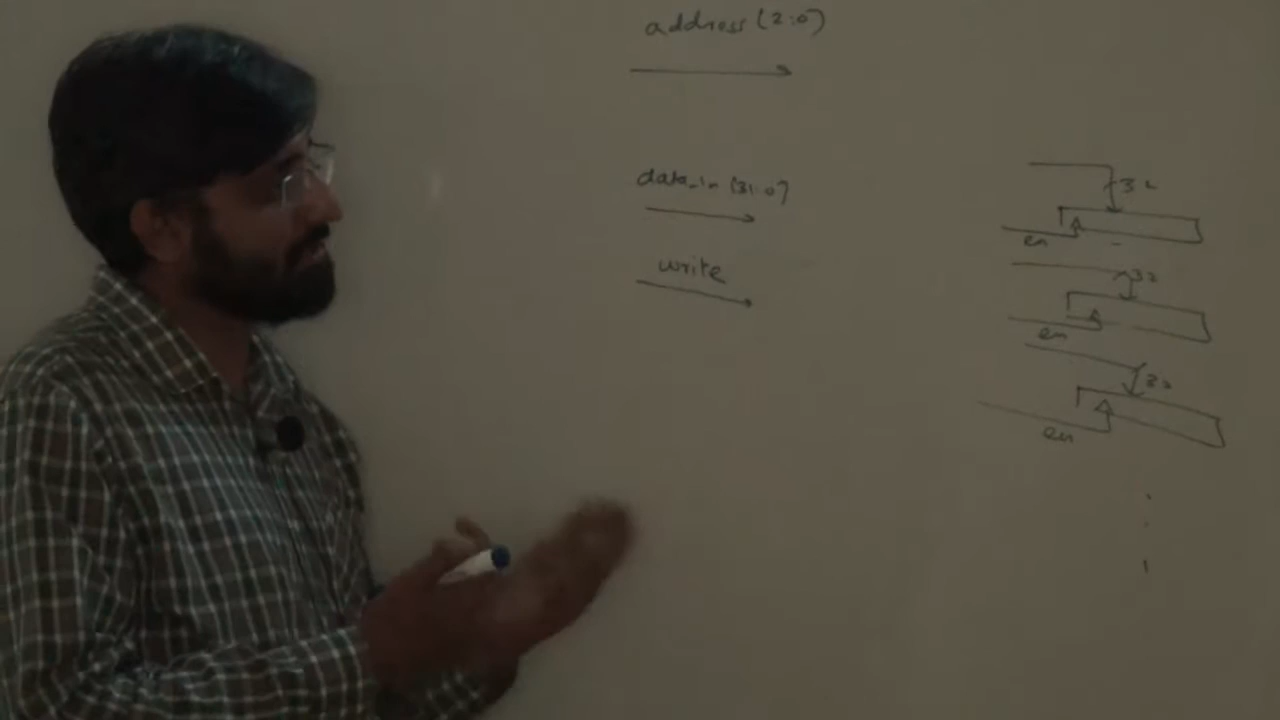 address (2:0)
data_in (31:0)
write
32
en
32
en
32
en